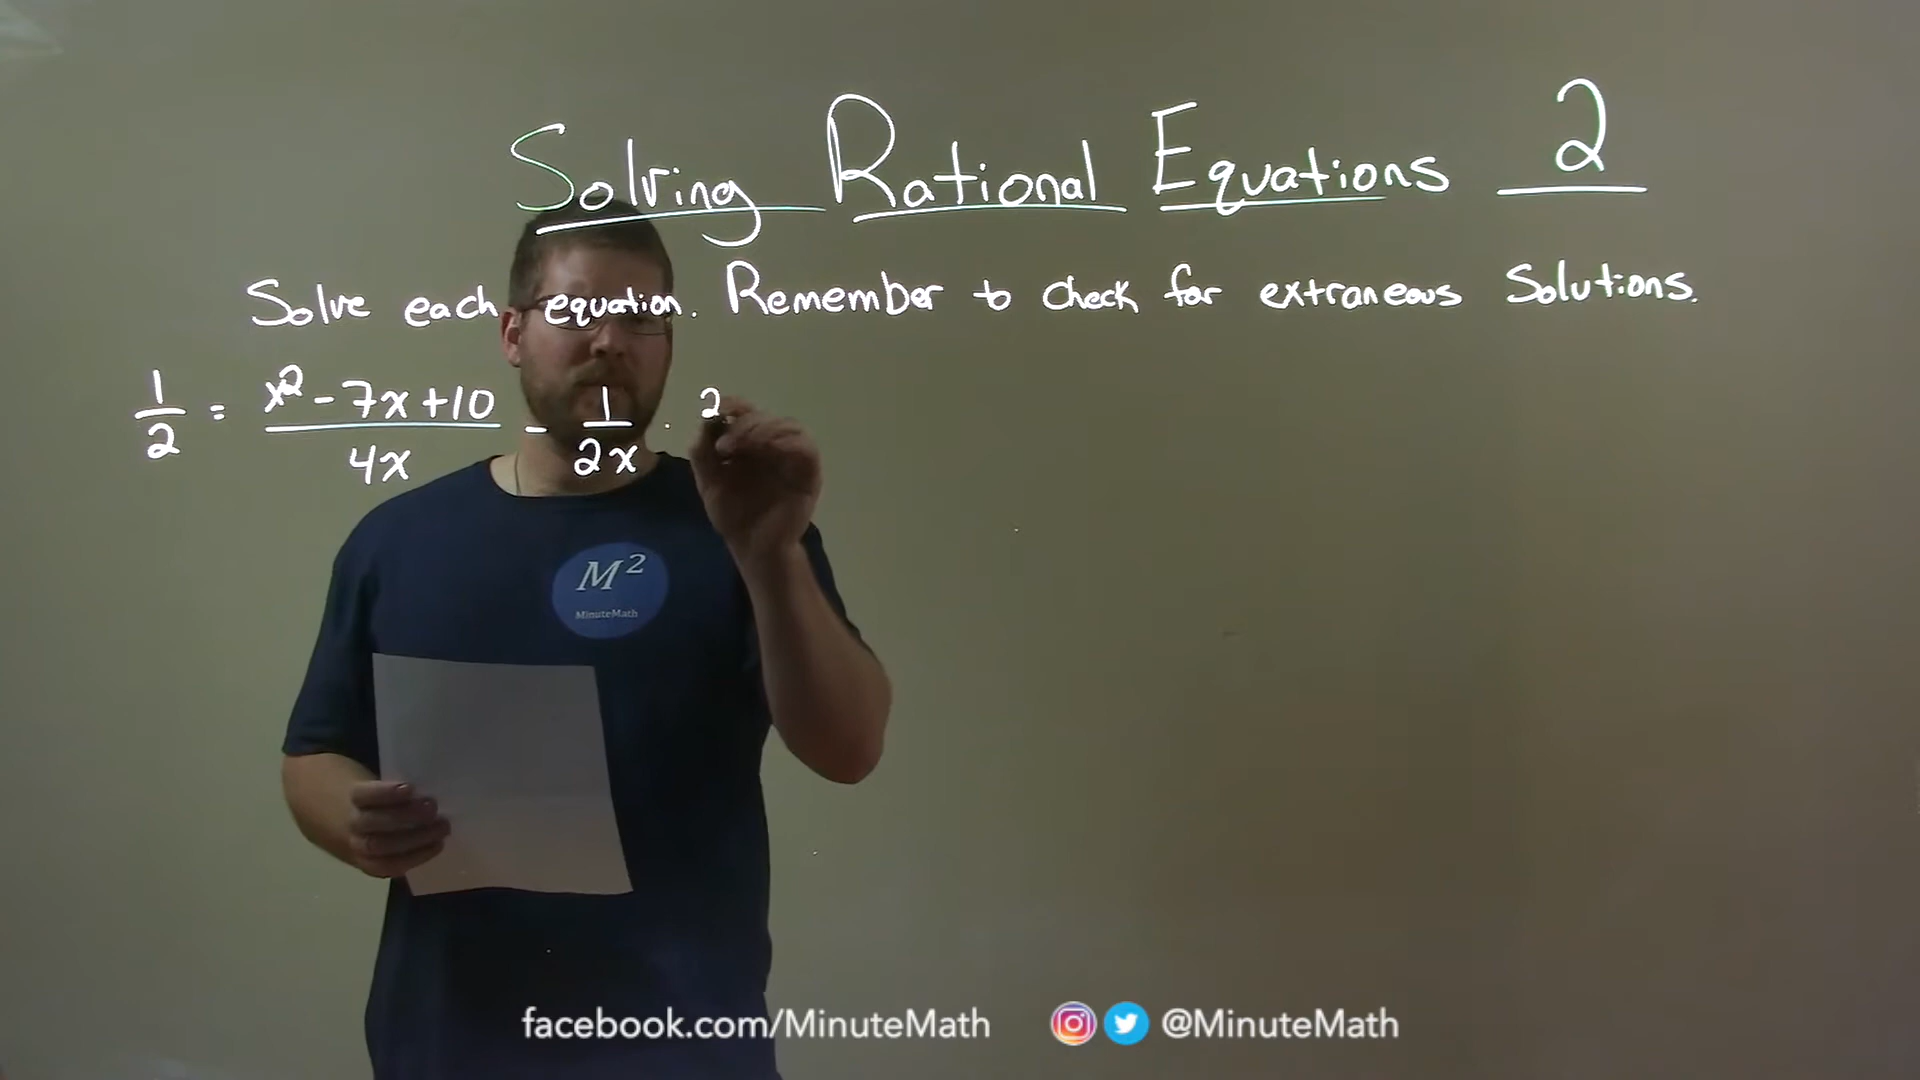 Solving Rational Equations 2
Solve each equation. Remember to check for extraneous solutions.
1/2 = x² - 7x + 10 / 4x - 1/2x · 2
M²
MinuteMath
facebook.com/MinuteMath @MinuteMath